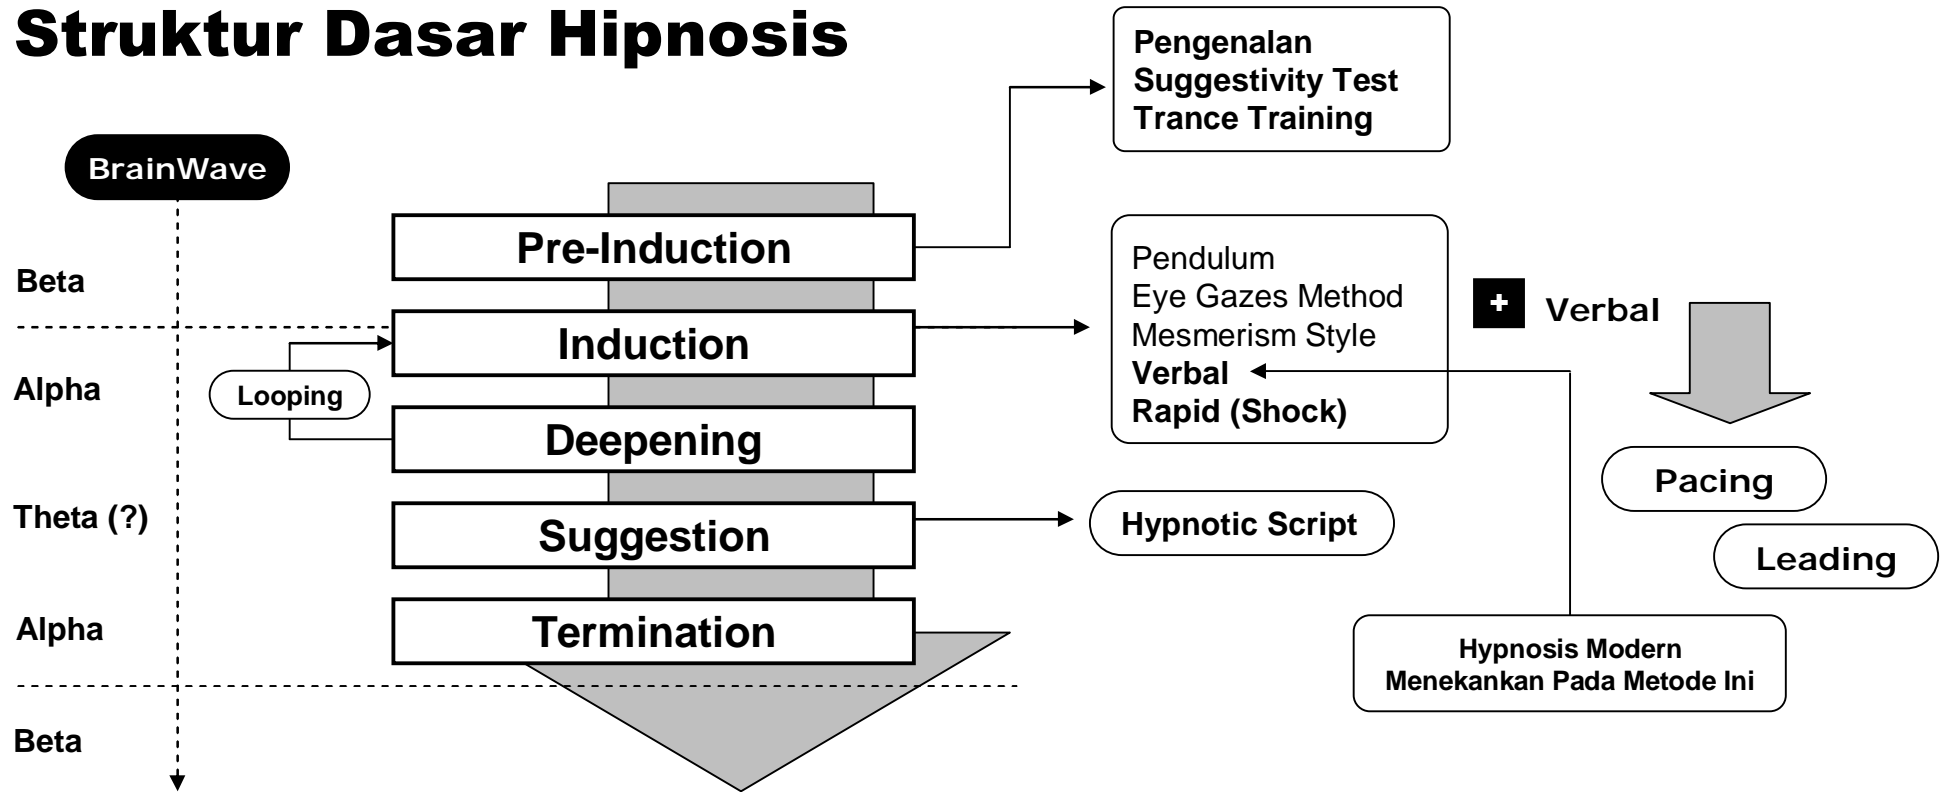 Struktur Dasar Hipnosis
BrainWave
Beta
Alpha
Theta (?)
Alpha
Beta
Looping
Pre-Induction
Induction
Deepening
Suggestion
Termination
Pengenalan
Suggestivity Test
Trance Training
Pendulum
Eye Gazes Method
Mesmerism Style
Verbal
Rapid (Shock)
+ Verbal
Pacing
Leading
Hypnotic Script
Hypnosis Modern
Menekankan Pada Metode Ini